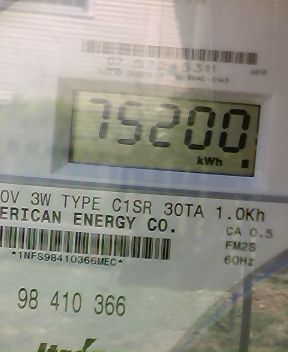 75200
kWh
0V 3W TYPE C1SR 30TA 1.0Kh
ERICAN ENERGY CO.
CA 0.5
FM2S
60Hz
*1NFS98410366MEC*
98 410 366